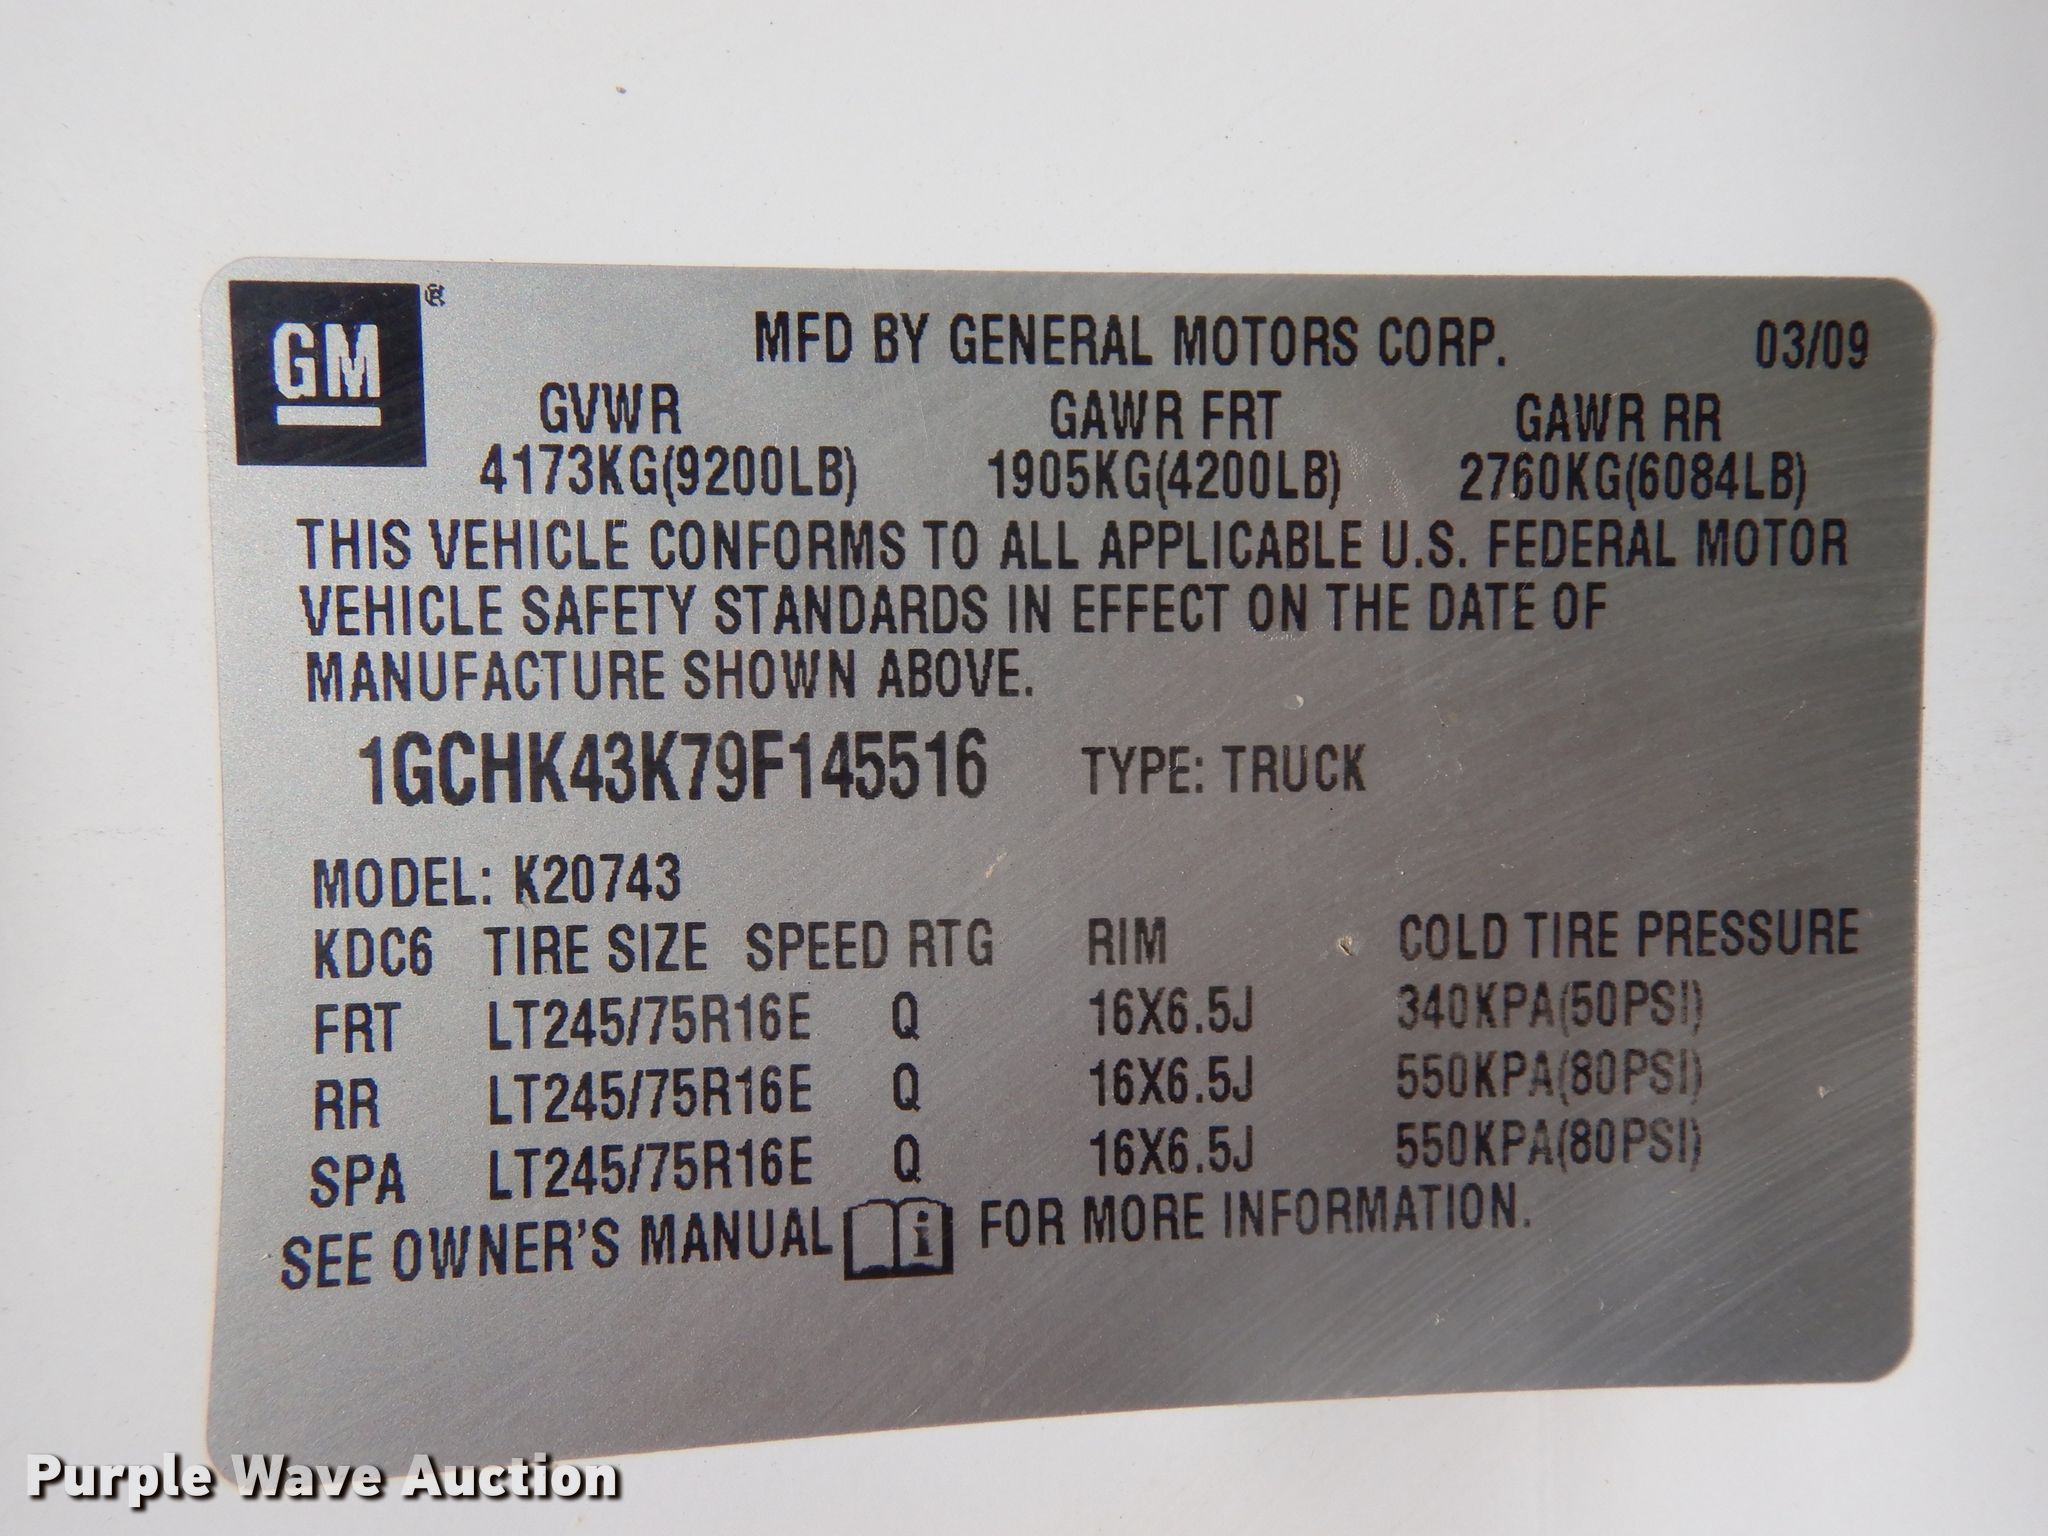 GM ®
MFD BY GENERAL MOTORS CORP. 03/09
GVWR GAWR FRT GAWR RR
4173KG(9200LB) 1905KG(4200LB) 2760KG(6084LB)
THIS VEHICLE CONFORMS TO ALL APPLICABLE U.S. FEDERAL MOTOR
VEHICLE SAFETY STANDARDS IN EFFECT ON THE DATE OF
MANUFACTURE SHOWN ABOVE.
1GCHK43K79F145516 TYPE: TRUCK
MODEL: K20743
KDC6 TIRE SIZE SPEED RTG RIM COLD TIRE PRESSURE
FRT LT245/75R16E Q 16X6.5J 340KPA(50PSI)
RR LT245/75R16E Q 16X6.5J 550KPA(80PSI)
SPA LT245/75R16E Q 16X6.5J 550KPA(80PSI)
SEE OWNER'S MANUAL i FOR MORE INFORMATION.
Purple Wave Auction